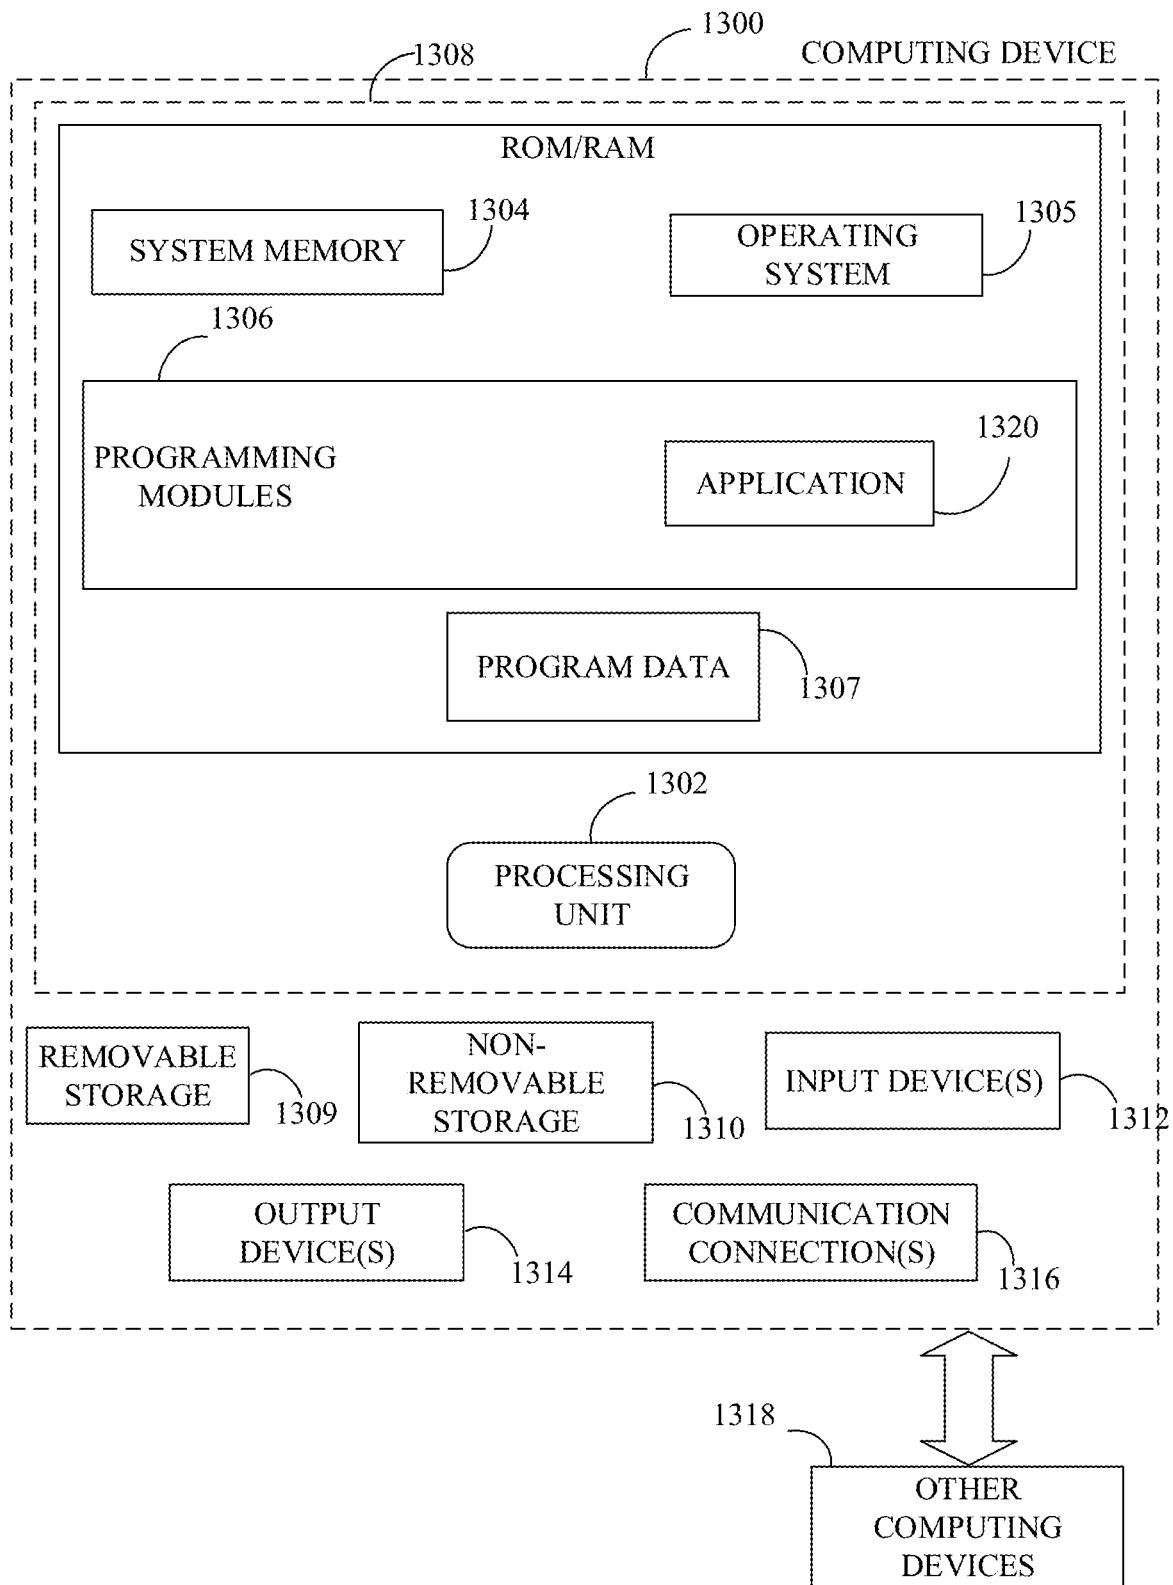 1300
1308
COMPUTING DEVICE
ROM/RAM
1304
1305
SYSTEM MEMORY
OPERATING
SYSTEM
1306
1320
PROGRAMMING
MODULES
APPLICATION
PROGRAM DATA
1307
1302
PROCESSING
UNIT
REMOVABLE
STORAGE
1309
NON-
REMOVABLE
STORAGE
1310
INPUT DEVICE(S)
1312
OUTPUT
DEVICE(S)
1314
COMMUNICATION
CONNECTION(S)
1316
1318
OTHER
COMPUTING
DEVICES